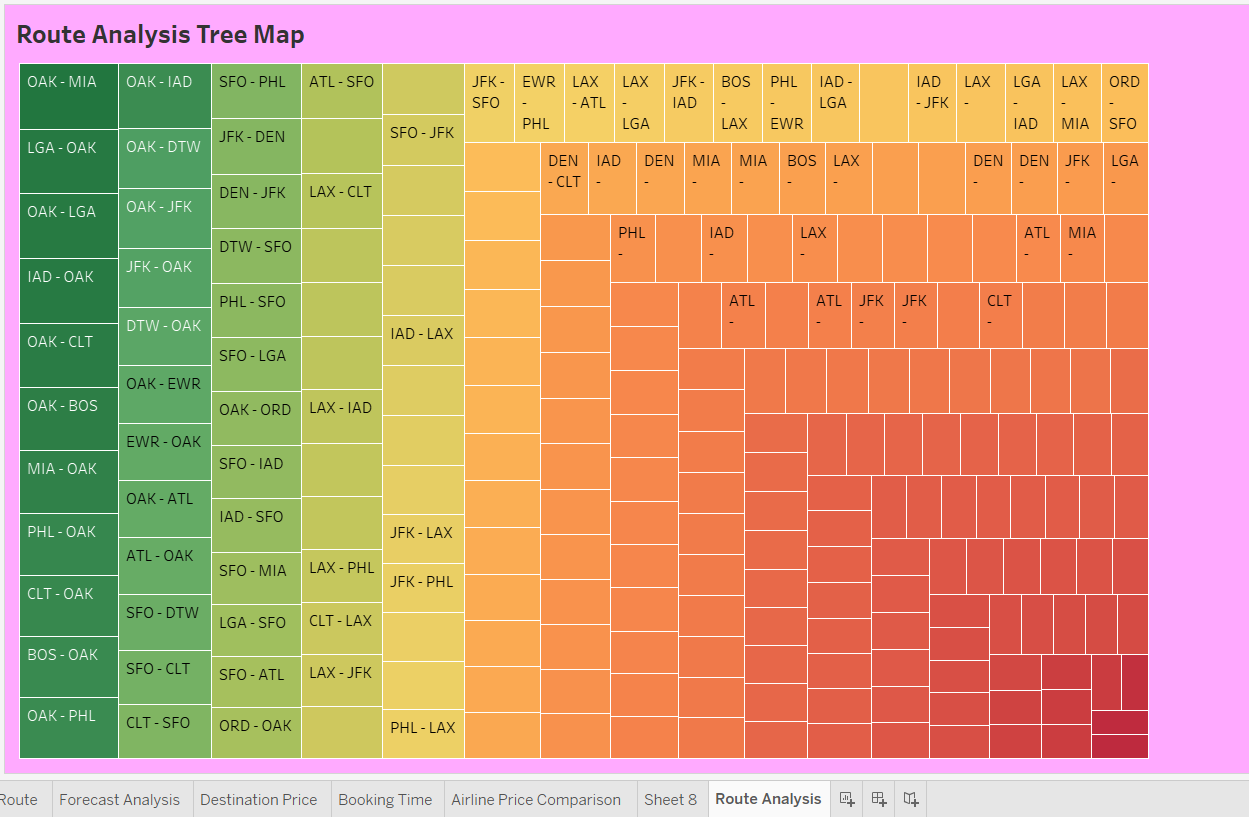 Route Analysis Tree Map
OAK - MIA
LGA - OAK
OAK - LGA
IAD - OAK
OAK - CLT
OAK - BOS
MIA - OAK
PHL - OAK
CLT - OAK
BOS - OAK
OAK - PHL
OAK - IAD
OAK - DTW
OAK - JFK
JFK - OAK
DTW - OAK
OAK - EWR
EWR - OAK
OAK - ATL
ATL - OAK
SFO - DTW
SFO - CLT
CLT - SFO
SFO - PHL
JFK - DEN
DEN - JFK
DTW - SFO
PHL - SFO
SFO - LGA
OAK - ORD
SFO - IAD
IAD - SFO
SFO - MIA
LGA - SFO
SFO - ATL
ORD - OAK
ATL - SFO
LAX - CLT
LAX - IAD
LAX - PHL
CLT - LAX
LAX - JFK
SFO - JFK
IAD - LAX
JFK - LAX
JFK - PHL
PHL - LAX
JFK -
SFO
EWR
-
PHL
LAX
- ATL
LAX
-
LGA
JFK -
IAD
BOS
-
LAX
PHL
-
EWR
IAD -
LGA
IAD
- JFK
LAX
-
LGA
-
IAD
LAX
-
MIA
ORD
-
SFO
DEN
- CLT
IAD
-
DEN
-
MIA
-
MIA
-
BOS
-
LAX
-
DEN
-
DEN
-
JFK
-
LGA
-
PHL
-
IAD
-
LAX
-
ATL
-
MIA
-
ATL
-
ATL
-
JFK
-
JFK
-
CLT
-
Route
Forecast Analysis
Destination Price
Booking Time
Airline Price Comparison
Sheet 8
Route Analysis